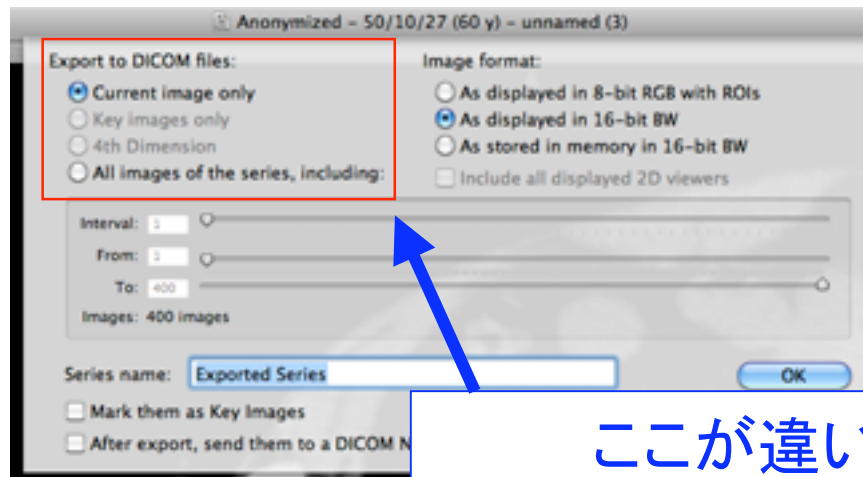 Anonymized – 50/10/27 (60 y) – unnamed (3)
Export to DICOM files:
Current image only
Key images only
4th Dimension
All images of the series, including:
Image format:
As displayed in 8-bit RGB with ROIs
As displayed in 16-bit BW
As stored in memory in 16-bit BW
Include all displayed 2D viewers
Interval: 1
From: 1
To: 400
Images: 400 images
Series name: Exported Series
OK
Mark them as Key Images
After export, send them to a DICOM N
ここが違い